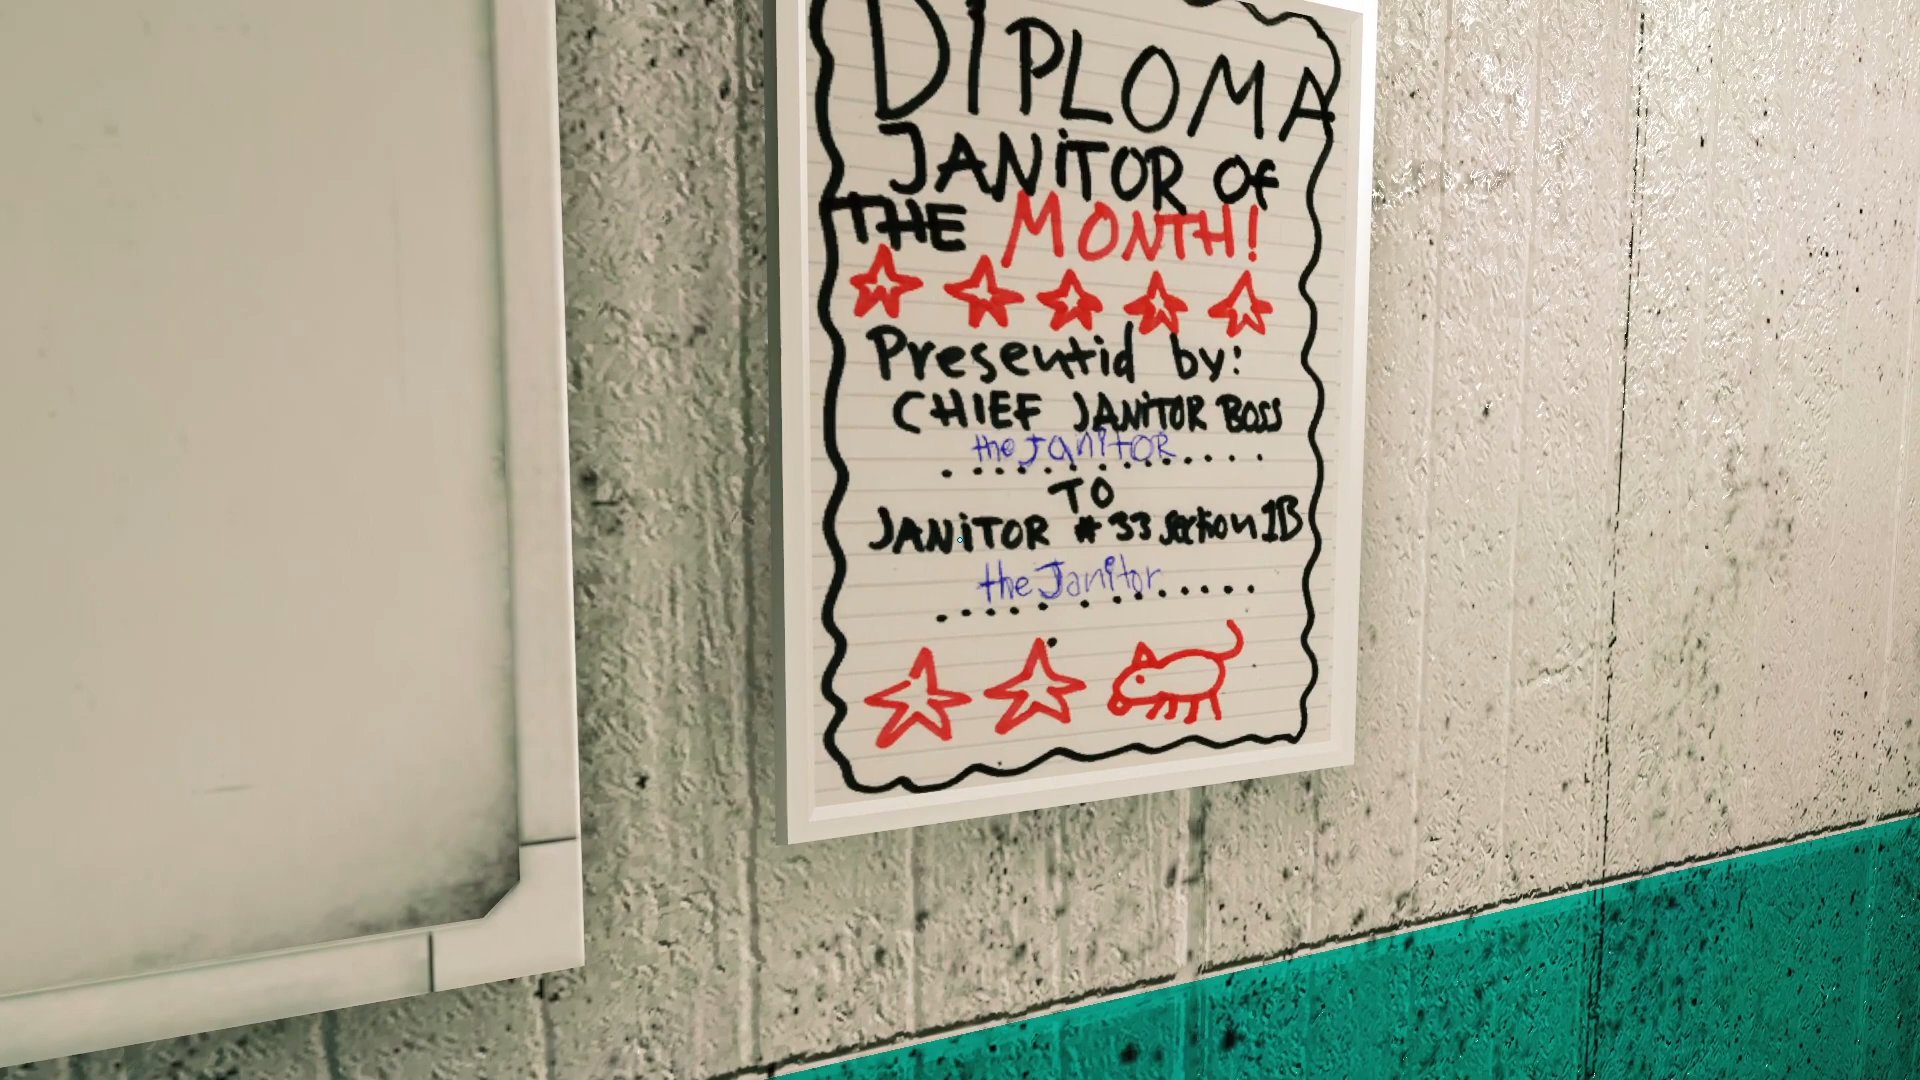 DIPLOMA
JANiTOR Of
THE MONTH!
Presentid by:
CHIEF JANiTOR BOSS
the JanitOR
TO
JANiTOR # 33 section 1B
the Janitor